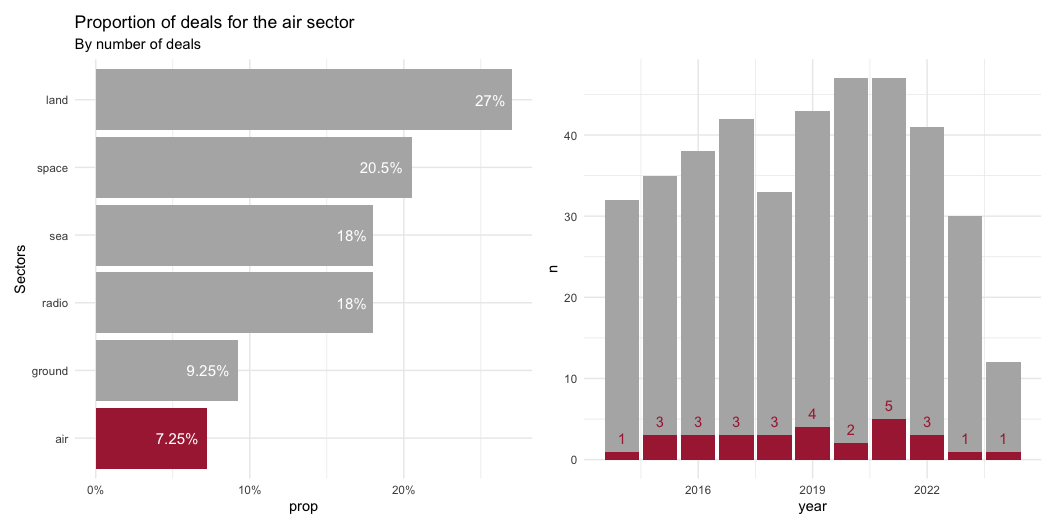 Proportion of deals for the air sector
By number of deals
Sectors
land
27%
space
20.5%
sea
18%
radio
18%
ground
9.25%
air
7.25%
0%
10%
20%
prop
n
40
30
20
10
0
1
3
3
3
3
4
2
5
3
1
1
2016
2019
2022
year